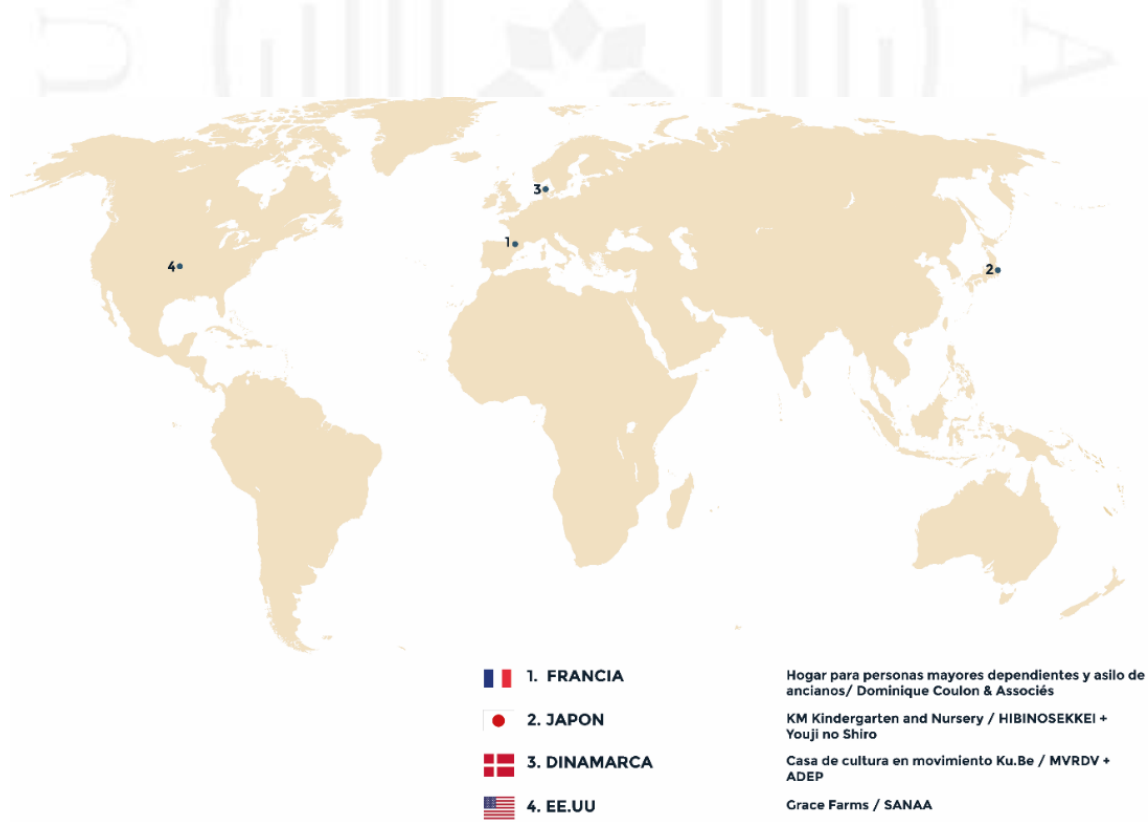 U
A
3
1
4
2
1. FRANCIA
Hogar para personas mayores dependientes y asilo de
ancianos/ Dominique Coulon & Associés
2. JAPON
KM Kindergarten and Nursery / HIBINOSEKKEI +
Youji no Shiro
3. DINAMARCA
Casa de cultura en movimiento Ku.Be / MVRDV +
ADEP
4. EE.UU
Grace Farms / SANAA